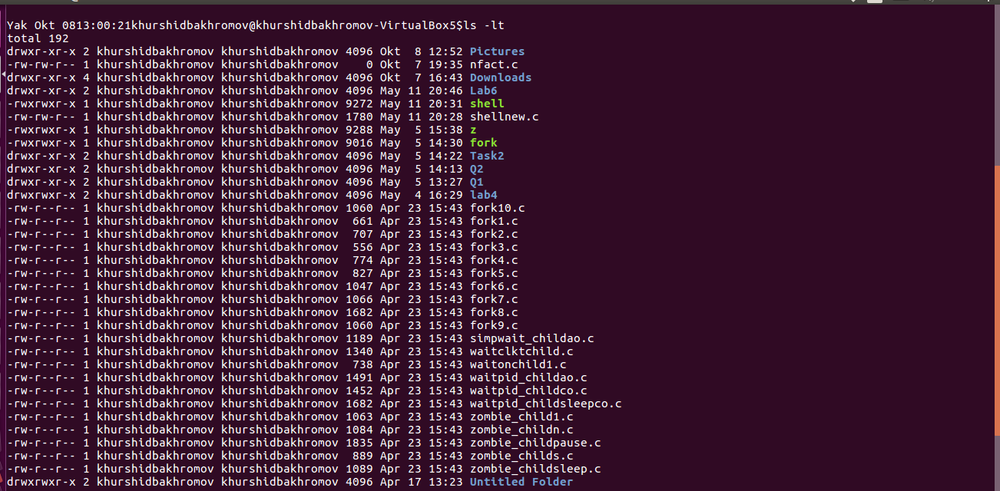 Yak Okt 0813:00:21khurshidbakhromov@khurshidbakhromov-VirtualBox5$ls -lt
total 192
drwxr-xr-x 2 khurshidbakhromov khurshidbakhromov 4096 Okt  8 12:52 Pictures
-rw-rw-r-- 1 khurshidbakhromov khurshidbakhromov    0 Okt  7 19:35 nfact.c
drwxr-xr-x 4 khurshidbakhromov khurshidbakhromov 4096 Okt  7 16:43 Downloads
drwxr-xr-x 2 khurshidbakhromov khurshidbakhromov 4096 May 11 20:46 Lab6
-rwxrwxr-x 1 khurshidbakhromov khurshidbakhromov 9272 May 11 20:31 shell
-rw-rw-r-- 1 khurshidbakhromov khurshidbakhromov 1780 May 11 20:28 shellnew.c
-rwxrwxr-x 1 khurshidbakhromov khurshidbakhromov 9288 May  5 15:38 z
-rwxrwxr-x 1 khurshidbakhromov khurshidbakhromov 9016 May  5 14:30 fork
drwxr-xr-x 2 khurshidbakhromov khurshidbakhromov 4096 May  5 14:22 Task2
drwxr-xr-x 2 khurshidbakhromov khurshidbakhromov 4096 May  5 14:13 Q2
drwxr-xr-x 2 khurshidbakhromov khurshidbakhromov 4096 May  5 13:27 Q1
drwxrwxr-x 2 khurshidbakhromov khurshidbakhromov 4096 May  4 16:29 lab4
-rw-r--r-- 1 khurshidbakhromov khurshidbakhromov 1060 Apr 23 15:43 fork10.c
-rw-r--r-- 1 khurshidbakhromov khurshidbakhromov  661 Apr 23 15:43 fork1.c
-rw-r--r-- 1 khurshidbakhromov khurshidbakhromov  707 Apr 23 15:43 fork2.c
-rw-r--r-- 1 khurshidbakhromov khurshidbakhromov  556 Apr 23 15:43 fork3.c
-rw-r--r-- 1 khurshidbakhromov khurshidbakhromov  774 Apr 23 15:43 fork4.c
-rw-r--r-- 1 khurshidbakhromov khurshidbakhromov  827 Apr 23 15:43 fork5.c
-rw-r--r-- 1 khurshidbakhromov khurshidbakhromov 1047 Apr 23 15:43 fork6.c
-rw-r--r-- 1 khurshidbakhromov khurshidbakhromov 1066 Apr 23 15:43 fork7.c
-rw-r--r-- 1 khurshidbakhromov khurshidbakhromov 1682 Apr 23 15:43 fork8.c
-rw-r--r-- 1 khurshidbakhromov khurshidbakhromov 1060 Apr 23 15:43 fork9.c
-rw-r--r-- 1 khurshidbakhromov khurshidbakhromov 1189 Apr 23 15:43 simpwait_childao.c
-rw-r--r-- 1 khurshidbakhromov khurshidbakhromov 1340 Apr 23 15:43 waitclktchild.c
-rw-r--r-- 1 khurshidbakhromov khurshidbakhromov  738 Apr 23 15:43 waitonchild1.c
-rw-r--r-- 1 khurshidbakhromov khurshidbakhromov 1491 Apr 23 15:43 waitpid_childao.c
-rw-r--r-- 1 khurshidbakhromov khurshidbakhromov 1452 Apr 23 15:43 waitpid_childco.c
-rw-r--r-- 1 khurshidbakhromov khurshidbakhromov 1682 Apr 23 15:43 waitpid_childsleepco.c
-rw-r--r-- 1 khurshidbakhromov khurshidbakhromov 1063 Apr 23 15:43 zombie_child1.c
-rw-r--r-- 1 khurshidbakhromov khurshidbakhromov 1084 Apr 23 15:43 zombie_childn.c
-rw-r--r-- 1 khurshidbakhromov khurshidbakhromov 1835 Apr 23 15:43 zombie_childpause.c
-rw-r--r-- 1 khurshidbakhromov khurshidbakhromov  889 Apr 23 15:43 zombie_childs.c
-rw-r--r-- 1 khurshidbakhromov khurshidbakhromov 1089 Apr 23 15:43 zombie_childsleep.c
drwxrwxr-x 2 khurshidbakhromov khurshidbakhromov 4096 Apr 17 13:23 Untitled Folder